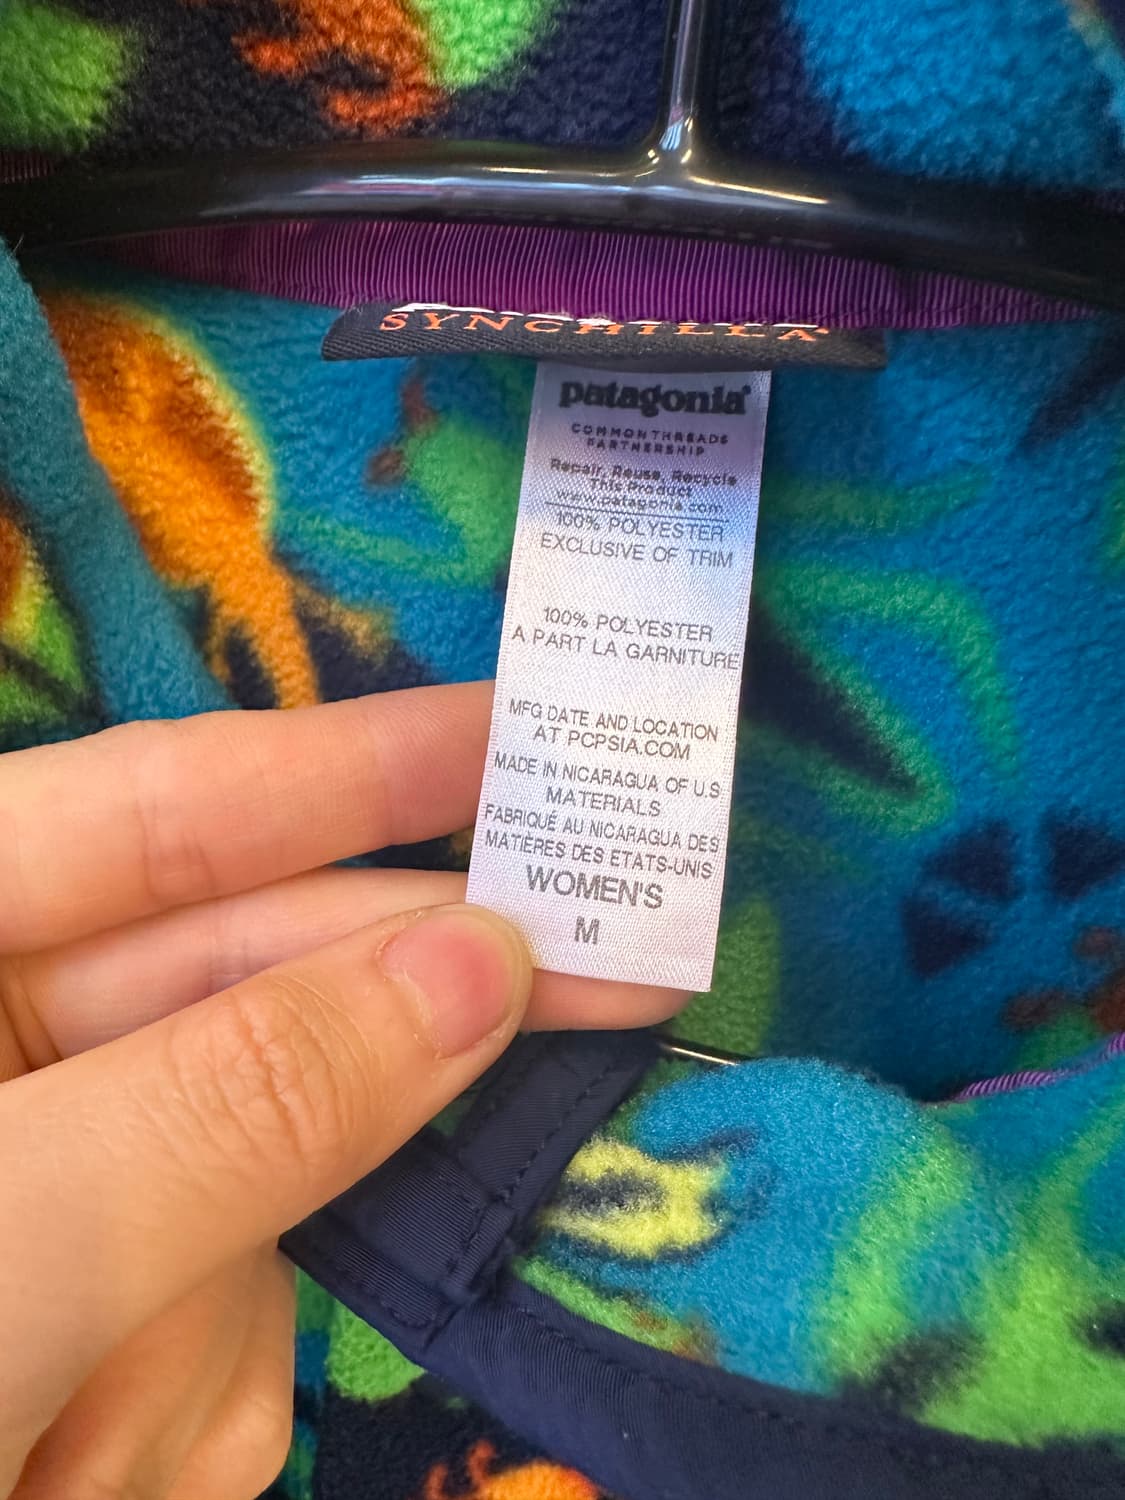 SYNCHILLA®
patagonia®
COMMON THREADS
PARTNERSHIP
Repair, Reuse, Recycle
This Product
www.patagonia.com
100% POLYESTER
EXCLUSIVE OF TRIM
100% POLYESTER
A PART LA GARNITURE
MFG DATE AND LOCATION
AT PCPSIA.COM
MADE IN NICARAGUA OF U.S
MATERIALS
FABRIQUÉ AU NICARAGUA DES
MATIÈRES DES ETATS-UNIS
WOMEN'S
M